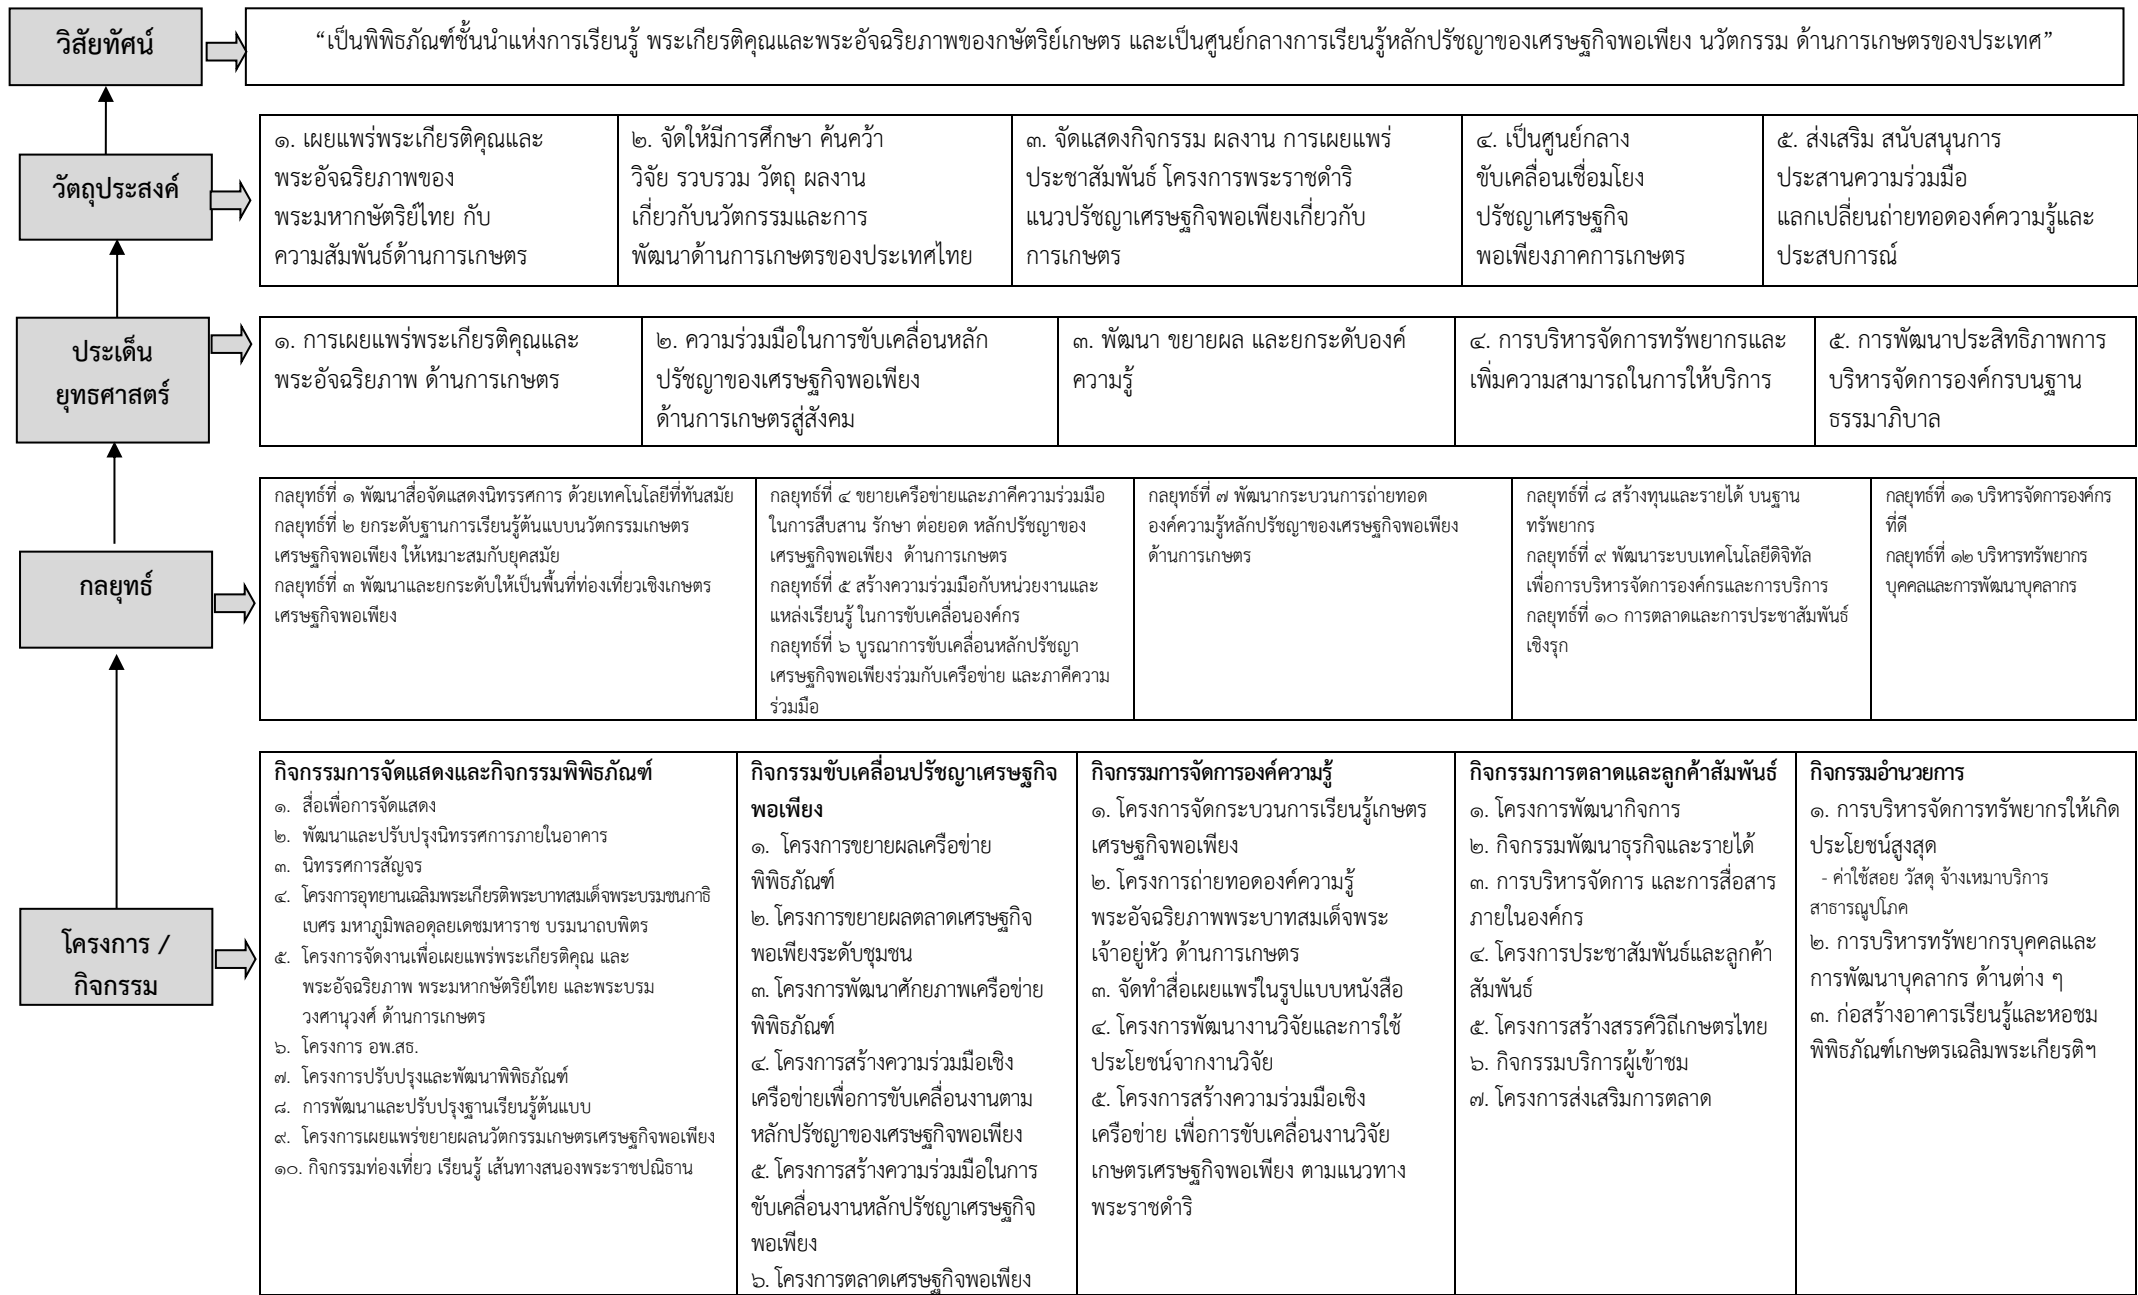 วิสัยทัศน์
“เป็นพิพิธภัณฑ์ชั้นนำแห่งการเรียนรู้ พระเกียรติคุณและพระอัจฉริยภาพของกษัตริย์เกษตร และเป็นศูนย์กลางการเรียนรู้หลักปรัชญาของเศรษฐกิจพอเพียง นวัตกรรม ด้านการเกษตรของประเทศ”
วัตถุประสงค์
๑. เผยแพร่พระเกียรติคุณและ
พระอัจฉริยภาพของ
พระมหากษัตริย์ไทย กับ
ความสัมพันธ์ด้านการเกษตร
๒. จัดให้มีการศึกษา ค้นคว้า
วิจัย รวบรวม วัตถุ ผลงาน
เกี่ยวกับนวัตกรรมและการ
พัฒนาด้านการเกษตรของประเทศไทย
๓. จัดแสดงกิจกรรม ผลงาน การเผยแพร่
ประชาสัมพันธ์ โครงการพระราชดำริ
แนวปรัชญาเศรษฐกิจพอเพียงเกี่ยวกับ
การเกษตร
๔. เป็นศูนย์กลาง
ขับเคลื่อนเชื่อมโยง
ปรัชญาเศรษฐกิจ
พอเพียงภาคการเกษตร
๕. ส่งเสริม สนับสนุนการ
ประสานความร่วมมือ
แลกเปลี่ยนถ่ายทอดองค์ความรู้และ
ประสบการณ์
ประเด็น
ยุทธศาสตร์
๑. การเผยแพร่พระเกียรติคุณและ
พระอัจฉริยภาพ ด้านการเกษตร
๒. ความร่วมมือในการขับเคลื่อนหลัก
ปรัชญาของเศรษฐกิจพอเพียง
ด้านการเกษตรสู่สังคม
๓. พัฒนา ขยายผล และยกระดับองค์
ความรู้
๔. การบริหารจัดการทรัพยากรและ
เพิ่มความสามารถในการให้บริการ
๕. การพัฒนาประสิทธิภาพการ
บริหารจัดการองค์กรบนฐาน
ธรรมาภิบาล
กลยุทธ์
กลยุทธ์ที่ ๑ พัฒนาสื่อจัดแสดงนิทรรศการ ด้วยเทคโนโลยีที่ทันสมัย
กลยุทธ์ที่ ๒ ยกระดับฐานการเรียนรู้ต้นแบบนวัตกรรมเกษตร
เศรษฐกิจพอเพียง ให้เหมาะสมกับยุคสมัย
กลยุทธ์ที่ ๓ พัฒนาและยกระดับให้เป็นพื้นที่ท่องเที่ยวเชิงเกษตร
เศรษฐกิจพอเพียง
กลยุทธ์ที่ ๔ ขยายเครือข่ายและภาคีความร่วมมือ
ในการสืบสาน รักษา ต่อยอด หลักปรัชญาของ
เศรษฐกิจพอเพียง ด้านการเกษตร
กลยุทธ์ที่ ๕ สร้างความร่วมมือกับหน่วยงานและ
แหล่งเรียนรู้ ในการขับเคลื่อนองค์กร
กลยุทธ์ที่ ๖ บูรณาการขับเคลื่อนหลักปรัชญา
เศรษฐกิจพอเพียงร่วมกับเครือข่าย และภาคีความ
ร่วมมือ
กลยุทธ์ที่ ๗ พัฒนากระบวนการถ่ายทอด
องค์ความรู้หลักปรัชญาของเศรษฐกิจพอเพียง
ด้านการเกษตร
กลยุทธ์ที่ ๘ สร้างทุนและรายได้ บนฐาน
ทรัพยากร
กลยุทธ์ที่ ๙ พัฒนาระบบเทคโนโลยีดิจิทัล
เพื่อการบริหารจัดการองค์กรและการบริการ
กลยุทธ์ที่ ๑๐ การตลาดและการประชาสัมพันธ์
เชิงรุก
กลยุทธ์ที่ ๑๑ บริหารจัดการองค์กร
ที่ดี
กลยุทธ์ที่ ๑๒ บริหารทรัพยากร
บุคคลและการพัฒนาบุคลากร
โครงการ /
กิจกรรม
กิจกรรมการจัดแสดงและกิจกรรมพิพิธภัณฑ์
๑. สื่อเพื่อการจัดแสดง
๒. พัฒนาและปรับปรุงนิทรรศการภายในอาคาร
๓. นิทรรศการสัญจร
๔. โครงการอุทยานเฉลิมพระเกียรติพระบาทสมเด็จพระบรมชนกาธิ
เบศร มหาภูมิพลอดุลยเดชมหาราช บรมนาถบพิตร
๕. โครงการจัดงานเพื่อเผยแพร่พระเกียรติคุณ และ
พระอัจฉริยภาพ พระมหากษัตริย์ไทย และพระบรม
วงศานุวงศ์ ด้านการเกษตร
๖. โครงการ อพ.สธ.
๗. โครงการปรับปรุงและพัฒนาพิพิธภัณฑ์
๘. การพัฒนาและปรับปรุงฐานเรียนรู้ต้นแบบ
๙. โครงการเผยแพร่ขยายผลนวัตกรรมเกษตรเศรษฐกิจพอเพียง
๑๐. กิจกรรมท่องเที่ยว เรียนรู้ เส้นทางสนองพระราชปณิธาน
กิจกรรมขับเคลื่อนปรัชญาเศรษฐกิจ
พอเพียง
๑. โครงการขยายผลเครือข่าย
พิพิธภัณฑ์
๒. โครงการขยายผลตลาดเศรษฐกิจ
พอเพียงระดับชุมชน
๓. โครงการพัฒนาศักยภาพเครือข่าย
พิพิธภัณฑ์
๔. โครงการสร้างความร่วมมือเชิง
เครือข่ายเพื่อการขับเคลื่อนงานตาม
หลักปรัชญาของเศรษฐกิจพอเพียง
๕. โครงการสร้างความร่วมมือในการ
ขับเคลื่อนงานหลักปรัชญาเศรษฐกิจ
พอเพียง
๖. โครงการตลาดเศรษฐกิจพอเพียง
กิจกรรมการจัดการองค์ความรู้
๑. โครงการจัดกระบวนการเรียนรู้เกษตร
เศรษฐกิจพอเพียง
๒. โครงการถ่ายทอดองค์ความรู้
พระอัจฉริยภาพพระบาทสมเด็จพระ
เจ้าอยู่หัว ด้านการเกษตร
๓. จัดทำสื่อเผยแพร่ในรูปแบบหนังสือ
๔. โครงการพัฒนางานวิจัยและการใช้
ประโยชน์จากงานวิจัย
๕. โครงการสร้างความร่วมมือเชิง
เครือข่าย เพื่อการขับเคลื่อนงานวิจัย
เกษตรเศรษฐกิจพอเพียง ตามแนวทาง
พระราชดำริ
กิจกรรมการตลาดและลูกค้าสัมพันธ์
๑. โครงการพัฒนากิจการ
๒. กิจกรรมพัฒนาธุรกิจและรายได้
๓. การบริหารจัดการ และการสื่อสาร
ภายในองค์กร
๔. โครงการประชาสัมพันธ์และลูกค้า
สัมพันธ์
๕. โครงการสร้างสรรค์วิถีเกษตรไทย
๖. กิจกรรมบริการผู้เข้าชม
๗. โครงการส่งเสริมการตลาด
กิจกรรมอำนวยการ
๑. การบริหารจัดการทรัพยากรให้เกิด
ประโยชน์สูงสุด
- ค่าใช้สอย วัสดุ จ้างเหมาบริการ
สาธารณูปโภค
๒. การบริหารทรัพยากรบุคคลและ
การพัฒนาบุคลากร ด้านต่าง ๆ
๓. ก่อสร้างอาคารเรียนรู้และหอชม
พิพิธภัณฑ์เกษตรเฉลิมพระเกียรติฯ